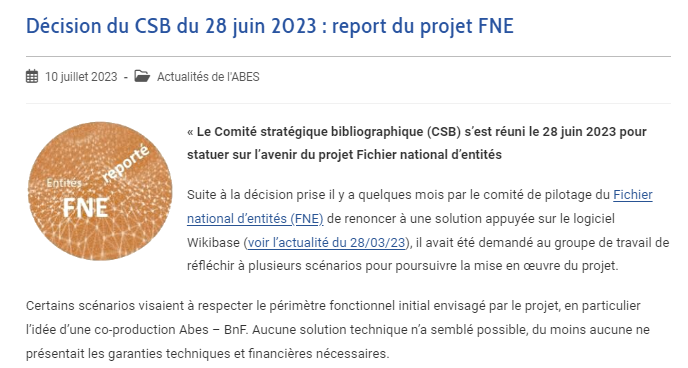 Décision du CSB du 28 juin 2023 : report du projet FNE
10 juillet 2023 - Actualités de l'ABES
Entités
reporté
FNE
« Le Comité stratégique bibliographique (CSB) s’est réuni le 28 juin 2023 pour
statuer sur l’avenir du projet Fichier national d’entités
Suite à la décision prise il y a quelques mois par le comité de pilotage du Fichier
national d’entités (FNE) de renoncer à une solution appuyée sur le logiciel
Wikibase (voir l’actualité du 28/03/23), il avait été demandé au groupe de travail de
réfléchir à plusieurs scénarios pour poursuivre la mise en œuvre du projet.
Certains scénarios visaient à respecter le périmètre fonctionnel initial envisagé par le projet, en particulier
l’idée d’une co-production Abes – BnF. Aucune solution technique n’a semblé possible, du moins aucune ne
présentait les garanties techniques et financières nécessaires.